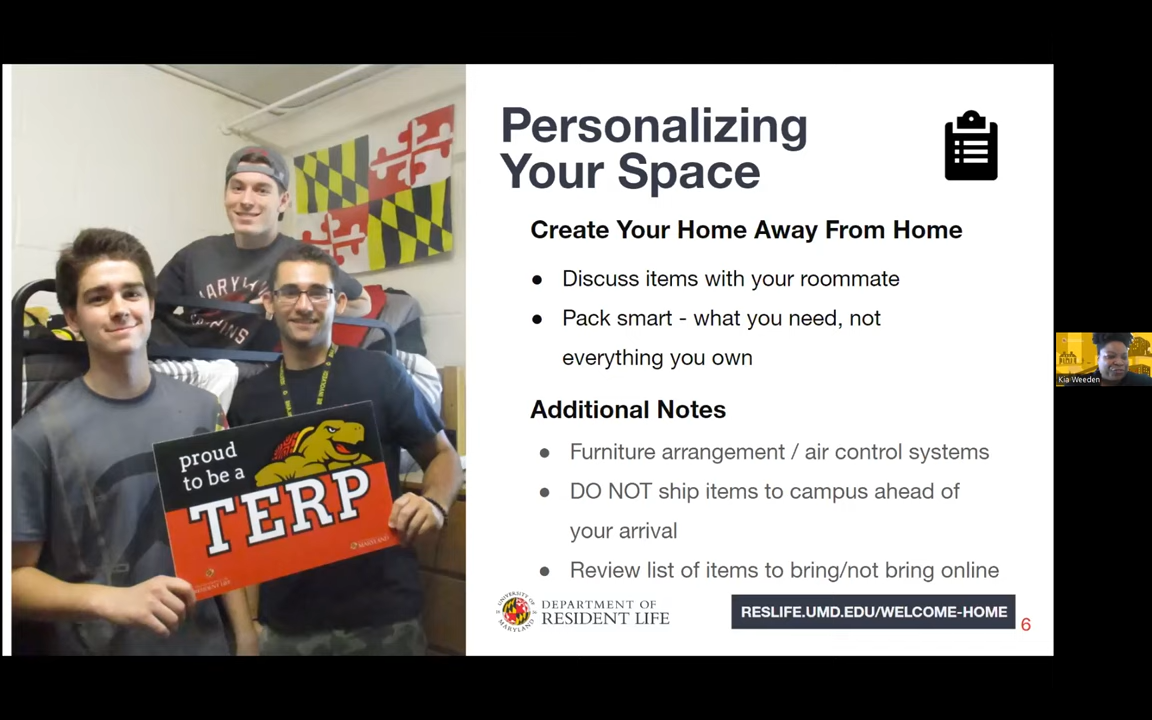 Personalizing
Your Space
Create Your Home Away From Home
● Discuss items with your roommate
● Pack smart - what you need, not
everything you own
Additional Notes
● Furniture arrangement / air control systems
● DO NOT ship items to campus ahead of
your arrival
● Review list of items to bring/not bring online
UNIVERSITY OF
MARYLAND
DEPARTMENT OF
RESIDENT LIFE
RESLIFE.UMD.EDU/WELCOME-HOME
6
proud
to be a
TERP
Kia Weeden